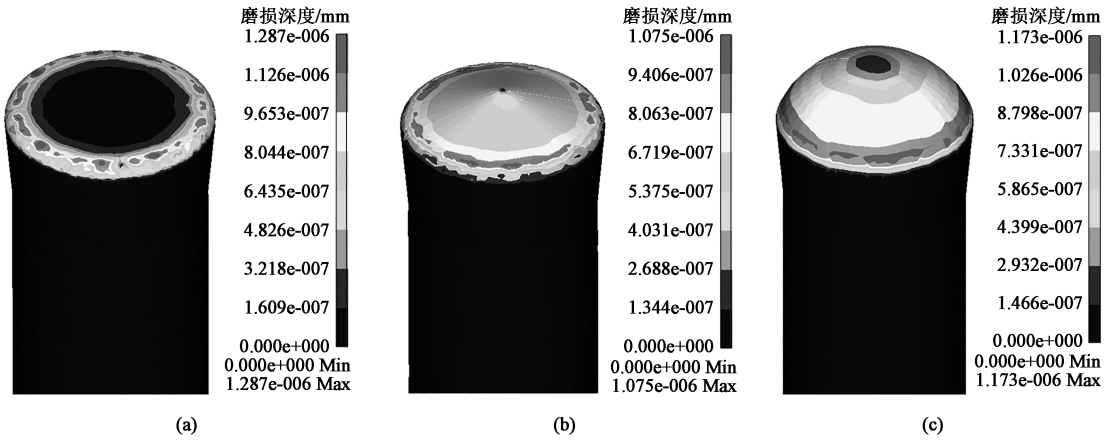 磨损深度/mm
1.287e-006
1.126e-006
9.653e-007
8.044e-007
6.435e-007
4.826e-007
3.218e-007
1.609e-007
0.000e+000
0.000e+000 Min
1.287e-006 Max
(a)
磨损深度/mm
1.075e-006
9.406e-007
8.063e-007
6.719e-007
5.375e-007
4.031e-007
2.688e-007
1.344e-007
0.000e+000
0.000e+000 Min
1.075e-006 Max
(b)
磨损深度/mm
1.173e-006
1.026e-006
8.798e-007
7.331e-007
5.865e-007
4.399e-007
2.932e-007
1.466e-007
0.000e+000
0.000e+000 Min
1.173e-006 Max
(c)